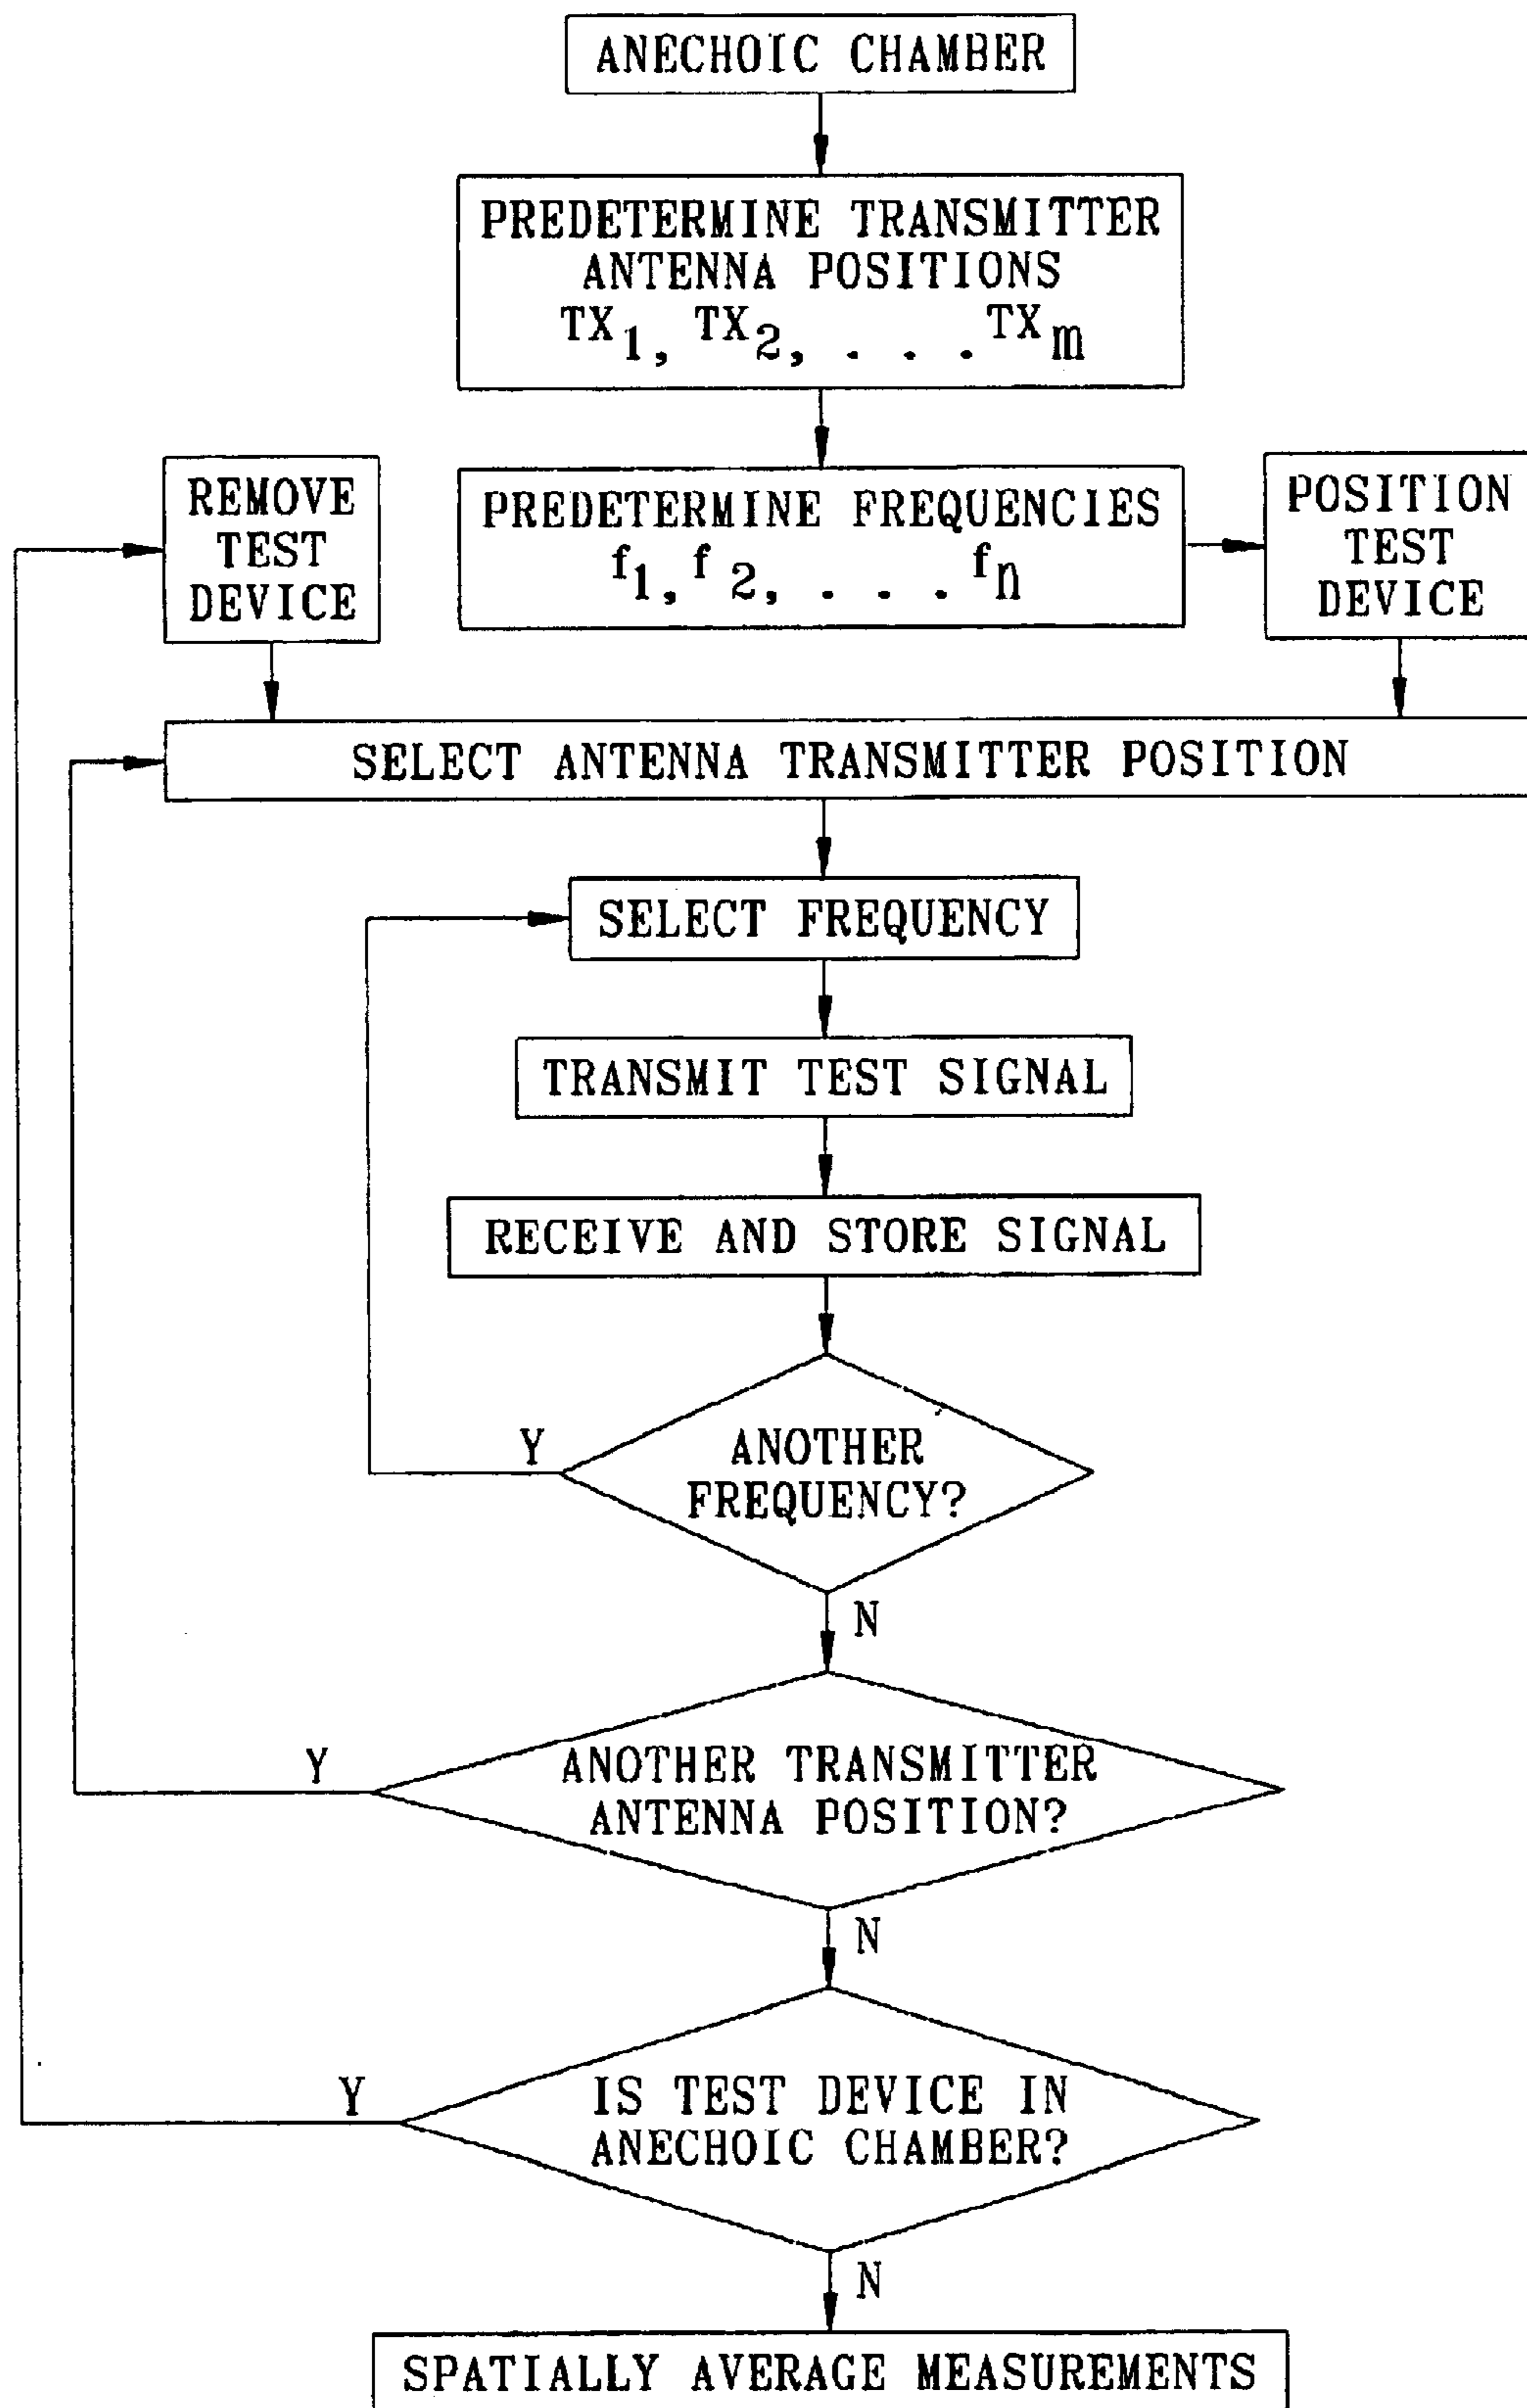 ANECHOIC CHAMBER
PREDETERMINE TRANSMITTER
ANTENNA POSITIONS
TX1, TX2, . . . TXm
REMOVE
TEST
DEVICE
PREDETERMINE FREQUENCIES
f1, f2, . . . fn
POSITION
TEST
DEVICE
SELECT ANTENNA TRANSMITTER POSITION
SELECT FREQUENCY
TRANSMIT TEST SIGNAL
RECEIVE AND STORE SIGNAL
Y
ANOTHER
FREQUENCY?
N
Y
ANOTHER TRANSMITTER
ANTENNA POSITION?
N
Y
IS TEST DEVICE IN
ANECHOIC CHAMBER?
N
SPATIALLY AVERAGE MEASUREMENTS